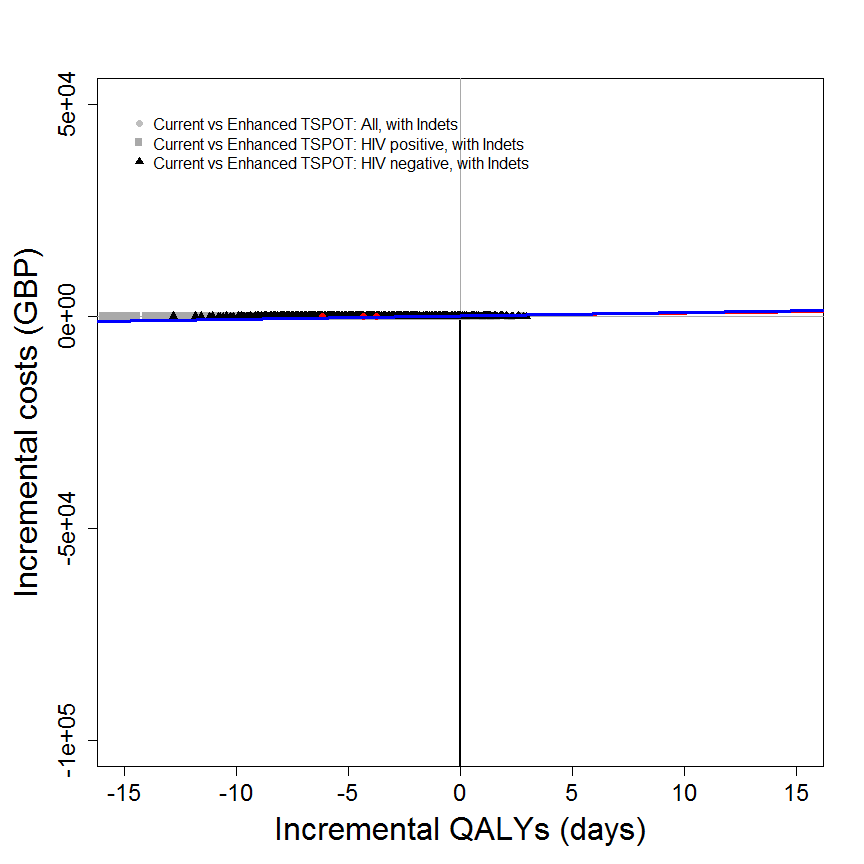 Current vs Enhanced TSPOT: All, with Indets
Current vs Enhanced TSPOT: HIV positive, with Indets
Current vs Enhanced TSPOT: HIV negative, with Indets
Incremental costs (GBP)
5e+04
0e+00
-5e+04
-1e+05
-15 -10 -5 0 5 10 15
Incremental QALYs (days)